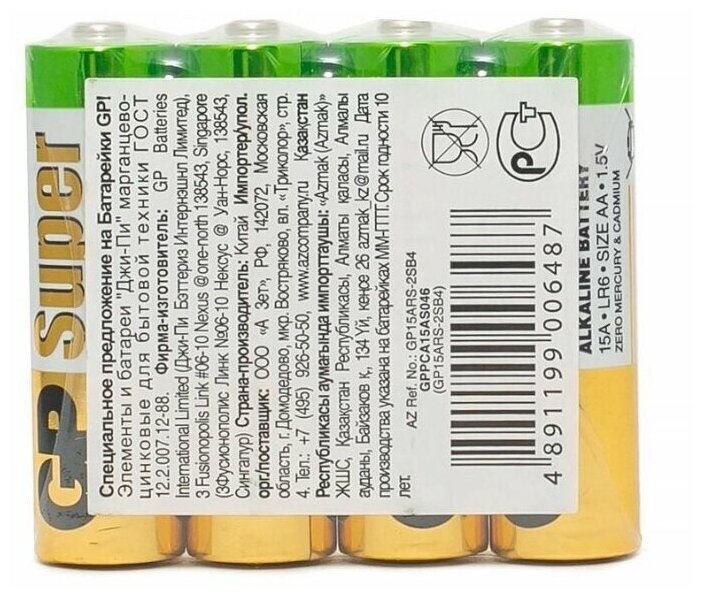 GP Super
Специальное предложение на Батарейки GP!
Элементы и батареи "Джи-Пи" марганцево-
цинковые для бытовой техники ГОСТ
12.2.007.12-88. Фирма-изготовитель: GP Batteries
International Limited (Джи-Пи Бэттериз Интернэшнл Лимитед),
3 Fusionopolis Link #06-10 Nexus @one-north 138543, Singapore
(3Фусионополис Линк №06-10 Нексус @ Уан-Норс, 138543,
Сингапур) Страна-производитель: Китай Импортер/упол.
орг./поставщик: ООО «А Зет», РФ, 142072, Московская
область, г. Домодедово, мкр. Востряково, вл. «Триколор», стр.
4. Тел.: +7 (495) 926-50-50, www.azcompany.ru Казақстан
Республикасы аумағында импорттаушы: «Azmak (Azmak)»
ЖШС, Қазақстан Республикасы, Алматы қаласы, Алмалы
ауданы, Байзаков к, 134 Үй, кеңсе 26 azmak_kz@mail.ru Дата
производства указана на батарейках ММ-ГГГГ.Срок годности 10
лет.
AZ Ref. No.: GP15ARS-2SB4
GPPCA15AS046
(GP15ARS-2SB4)
4 891199 006487
РСТ
ALKALINE BATTERY
15A • LR6 • SIZE AA • 1.5V
ZERO MERCURY & CADMIUM